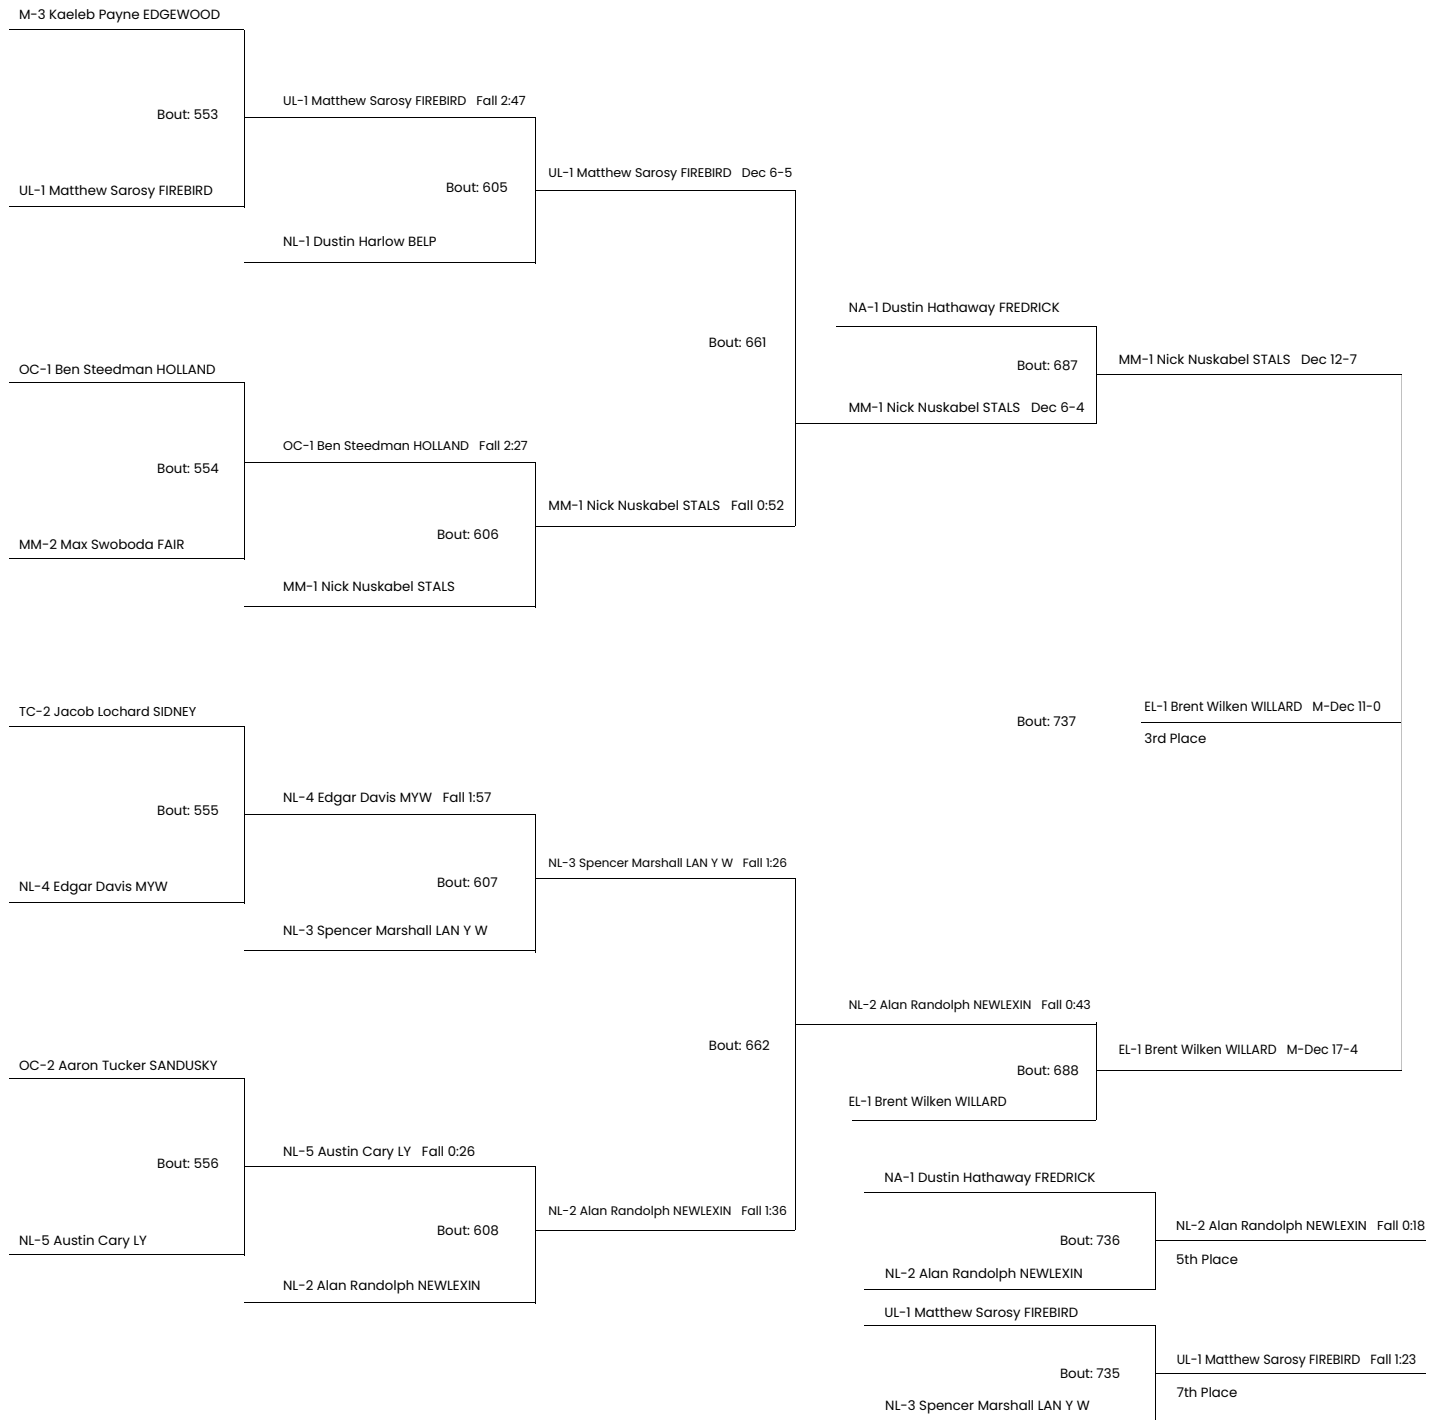 M-3 Kaeleb Payne EDGEWOOD
Bout: 553
UL-1 Matthew Sarosy FIREBIRD
UL-1 Matthew Sarosy FIREBIRD Fall 2:47
Bout: 605
NL-1 Dustin Harlow BELP
UL-1 Matthew Sarosy FIREBIRD Dec 6-5
OC-1 Ben Steedman HOLLAND
Bout: 554
MM-2 Max Swoboda FAIR
OC-1 Ben Steedman HOLLAND Fall 2:27
Bout: 606
MM-1 Nick Nuskabel STALS
MM-1 Nick Nuskabel STALS Fall 0:52
Bout: 661
NA-1 Dustin Hathaway FREDRICK
Bout: 687
MM-1 Nick Nuskabel STALS Dec 6-4
MM-1 Nick Nuskabel STALS Dec 12-7
TC-2 Jacob Lochard SIDNEY
Bout: 555
NL-4 Edgar Davis MYW
NL-4 Edgar Davis MYW Fall 1:57
Bout: 607
NL-3 Spencer Marshall LAN Y W
NL-3 Spencer Marshall LAN Y W Fall 1:26
Bout: 737
EL-1 Brent Wilken WILLARD M-Dec 11-0
3rd Place
OC-2 Aaron Tucker SANDUSKY
Bout: 556
NL-5 Austin Cary LY
NL-5 Austin Cary LY Fall 0:26
Bout: 608
NL-2 Alan Randolph NEWLEXIN
NL-2 Alan Randolph NEWLEXIN Fall 1:36
Bout: 662
NL-2 Alan Randolph NEWLEXIN Fall 0:43
Bout: 688
EL-1 Brent Wilken WILLARD
EL-1 Brent Wilken WILLARD M-Dec 17-4
NA-1 Dustin Hathaway FREDRICK
Bout: 736
NL-2 Alan Randolph NEWLEXIN
NL-2 Alan Randolph NEWLEXIN Fall 0:18
5th Place
UL-1 Matthew Sarosy FIREBIRD
Bout: 735
NL-3 Spencer Marshall LAN Y W
UL-1 Matthew Sarosy FIREBIRD Fall 1:23
7th Place